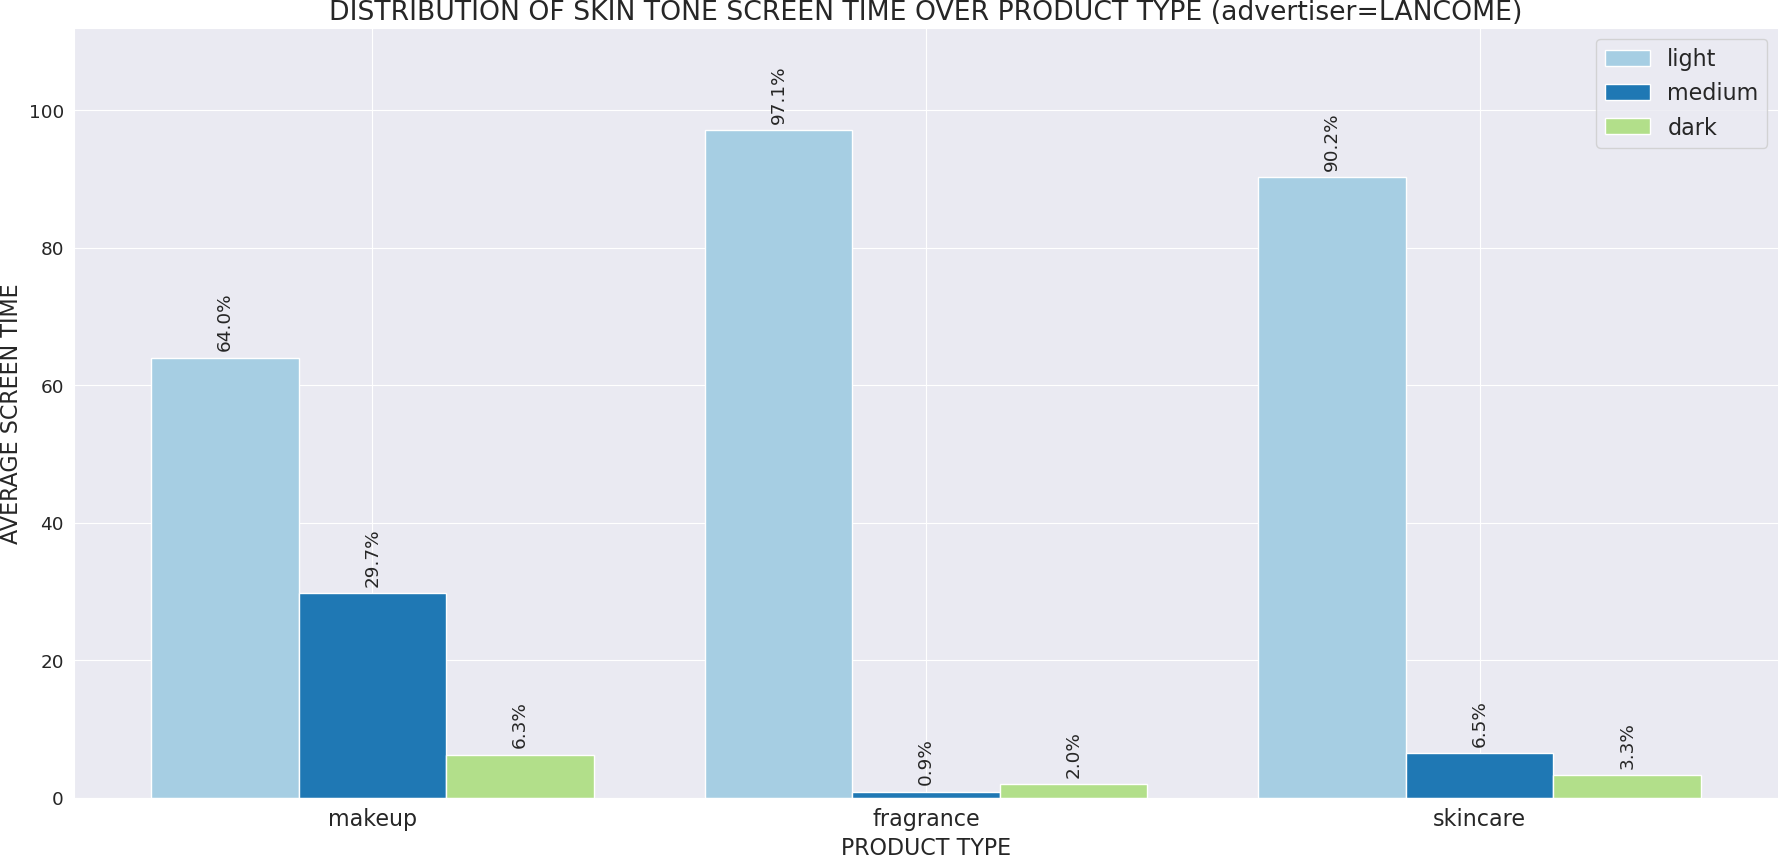 DISTRIBUTION OF SKIN TONE SCREEN TIME OVER PRODUCT TYPE (advertiser=LANCOME)
light
medium
dark
AVERAGE SCREEN TIME
100
80
60
40
20
0
64.0%
29.7%
6.3%
97.1%
0.9%
2.0%
90.2%
6.5%
3.3%
makeup
fragrance
skincare
PRODUCT TYPE